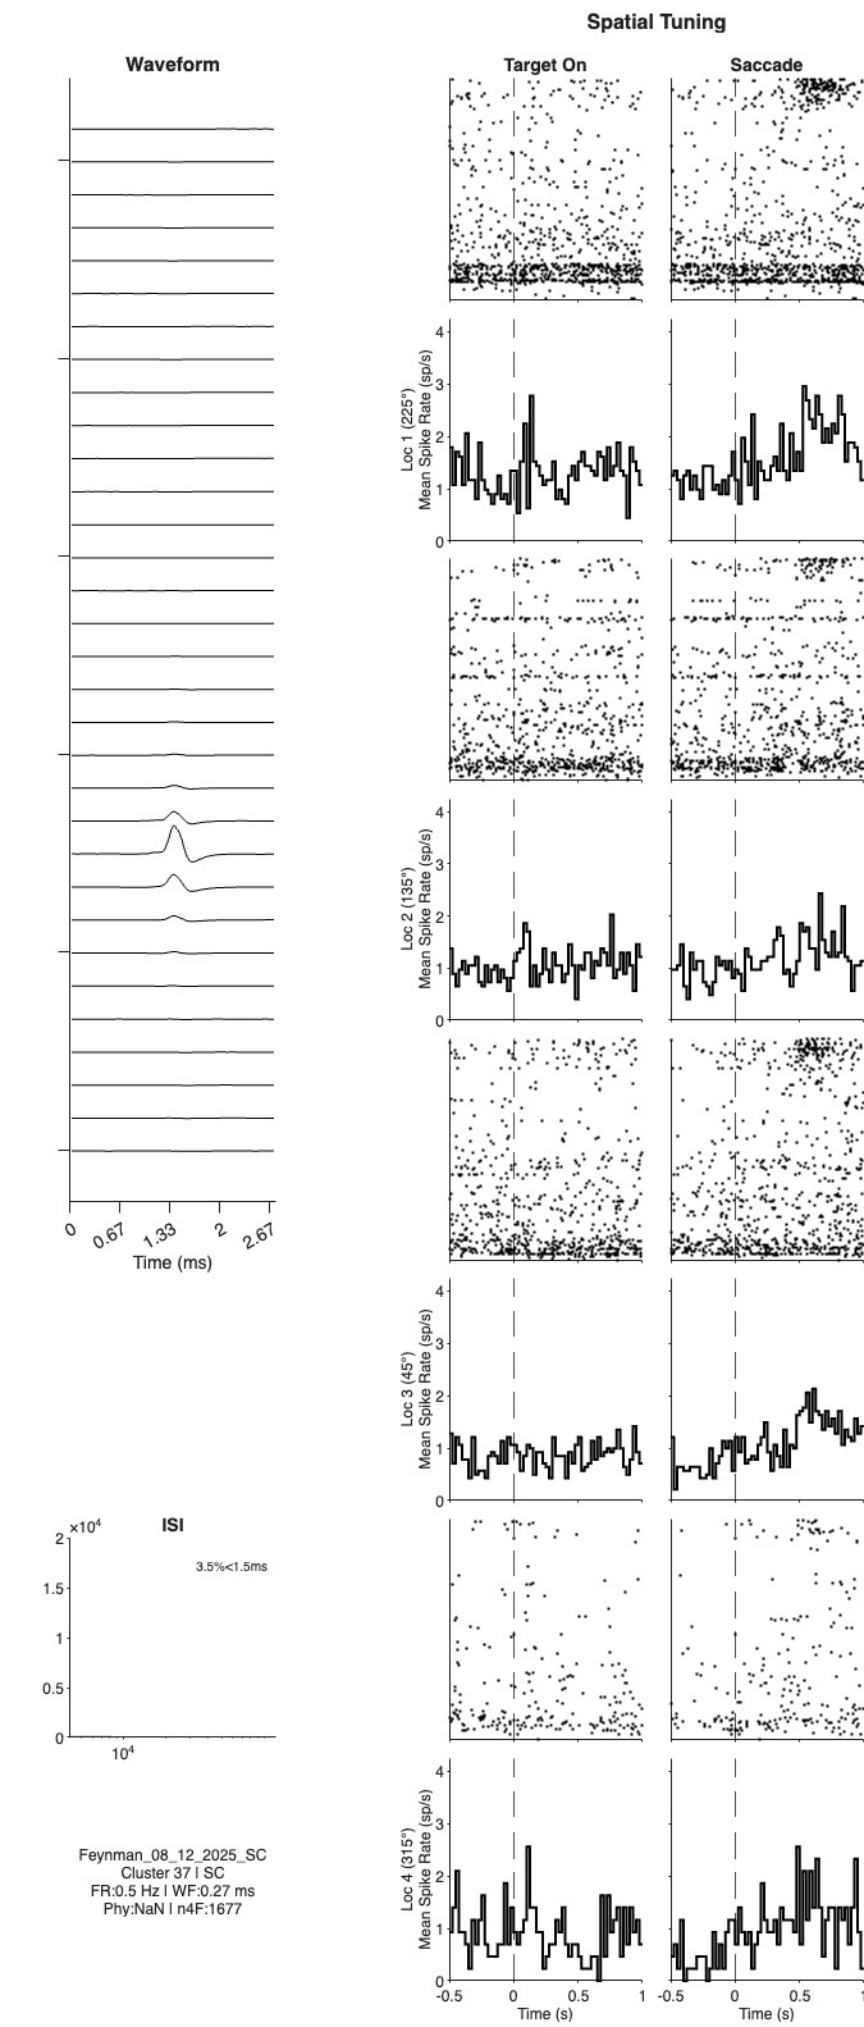 Spatial Tuning
Waveform
Target On
Saccade
4
3
2
1
0
Loc 1 (225°)
Mean Spike Rate (sp/s)
4
3
2
1
0
Loc 2 (135°)
Mean Spike Rate (sp/s)
0
0.67
1.33
2
2.67
Time (ms)
4
3
2
1
0
Loc 3 (45°)
Mean Spike Rate (sp/s)
ISI
×10⁴
2
1.5
1
0.5
0
3.5%<1.5ms
10⁴
4
3
2
1
0
Loc 4 (315°)
Mean Spike Rate (sp/s)
-0.5
0
0.5
1
Time (s)
-0.5
0
0.5
1
Time (s)
Feynman_08_12_2025_SC
Cluster 37 | SC
FR:0.5 Hz | WF:0.27 ms
Phy:NaN | n4F:1677